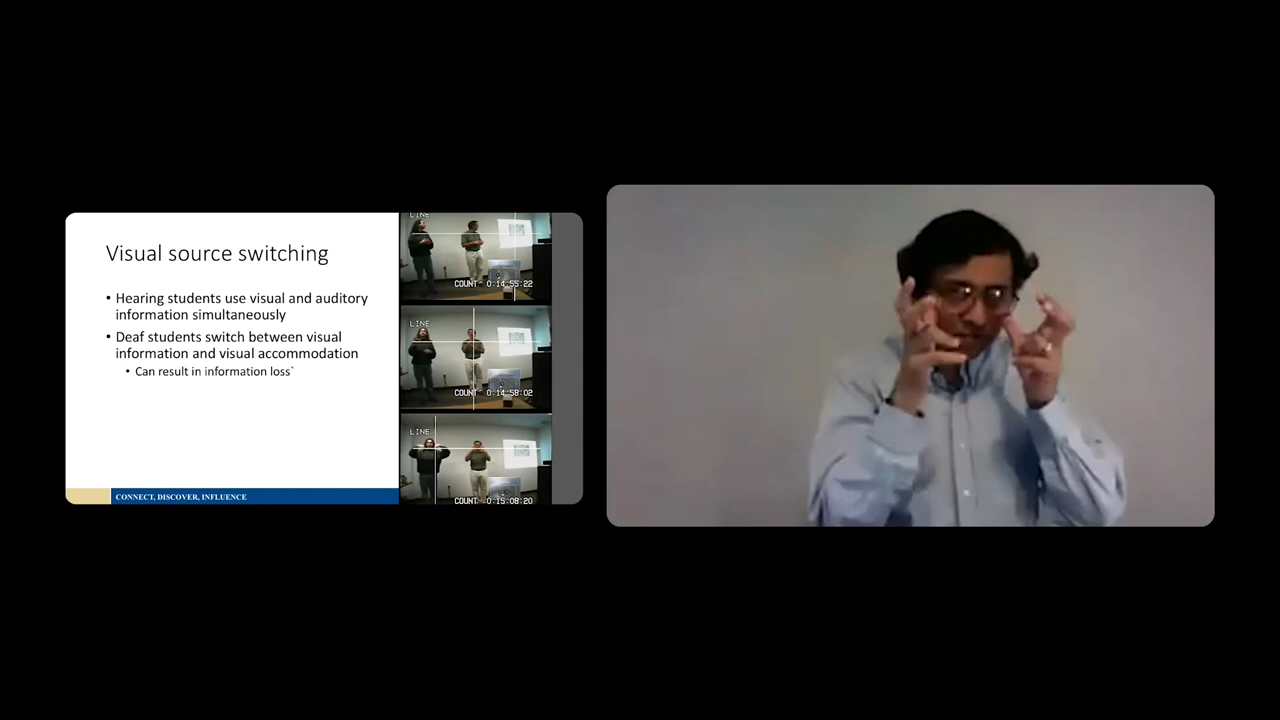 Visual source switching
• Hearing students use visual and auditory
information simultaneously
• Deaf students switch between visual
information and visual accommodation
• Can result in information loss`
CONNECT, DISCOVER, INFLUENCE
LINE
COUNT- 0:14:55:22
LINE
COUNT- 0:14:58:02
LINE
COUNT- 0:15:08:20